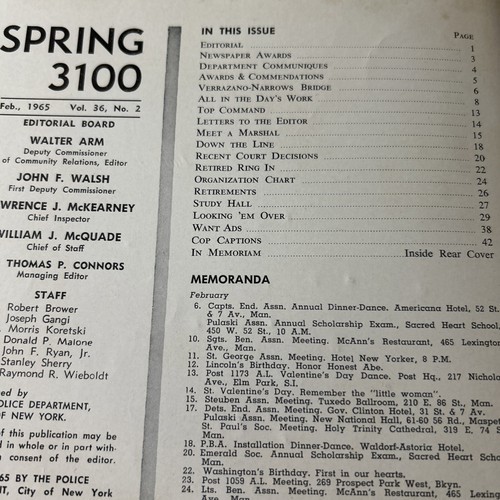 SPRING
3100
Feb., 1965 Vol. 36, No. 2
EDITORIAL BOARD
WALTER ARM
Deputy Commissioner
of Community Relations, Editor
JOHN F. WALSH
First Deputy Commissioner
WRENCE J. McKEARNEY
Chief Inspector
WILLIAM J. McQUADE
Chief of Staff
THOMAS P. CONNORS
Managing Editor
STAFF
Robert Brower
Joseph Gangi
Morris Koretski
Donald P. Malone
John F. Ryan, Jr.
Stanley Sherry
Raymond R. Wieboldt
ed by
OLICE DEPARTMENT,
OF NEW YORK.
of this publication may be
d in whole or in part with-
n consent of the editor.
65 BY THE POLICE
NT, City of New York
IN THIS ISSUE
PAGE
EDITORIAL 1
NEWSPAPER AWARDS 3
DEPARTMENT COMMUNIQUES 4
AWARDS & COMMENDATIONS 5
VERRAZANO-NARROWS BRIDGE 6
ALL IN THE DAY'S WORK 8
TOP COMMAND 13
LETTERS TO THE EDITOR 14
MEET A MARSHAL 15
DOWN THE LINE 18
RECENT COURT DECISIONS 20
RETIRED RING IN 22
ORGANIZATION CHART 24
RETIREMENTS 26
STUDY HALL 27
LOOKING 'EM OVER 29
WANT ADS 38
COP CAPTIONS 42
IN MEMORIAM Inside Rear Cover
MEMORANDA
February
6. Capts. End. Assn. Annual Dinner-Dance. Americana Hotel, 52 St.
& 7 Av., Man.
Pulaski Assn. Annual Scholarship Exam., Sacred Heart School,
450 W. 52 St., 10 A.M.
10. Sgts. Ben. Assn. Meeting. McAnn's Restaurant, 465 Lexington
Ave., Man.
11. St. George Assn. Meeting. Hotel New Yorker, 8 P.M.
12. Lincoln's Birthday. Honor Honest Abe.
13. Post 1173 A.L. Valentine's Day Dance. Post Hq., 217 Nichols
Av., Elm Park, S.I.
14. St. Valentine's Day. Remember the "little woman".
15. Steuben Assn. Meeting. Tuxedo Ballroom, 210 E. 86 St., Man.
17. Dets. End. Assn. Meeting. Gov. Clinton Hotel, 31 St. & 7 Av.
Pulaski Assn. Meeting. New National Hall, 61-60 56 Rd., Maspet
St. Paul's Soc. Meeting. Holy Trinity Cathedral, 319 E. 74 S
Man.
18. P.B.A. Installation Dinner-Dance. Waldorf-Astoria Hotel.
20. Emerald Soc. Annual Scholarship Exam., Sacred Heart Scho
Man.
22. Washington's Birthday. First in our hearts.
23. Post 1059 A.L. Meeting. 269 Prospect Park West, Bkyn.
24. Lts. Ben. Assn. Meeting. McAnn's Restaurant, 465 Lexingt